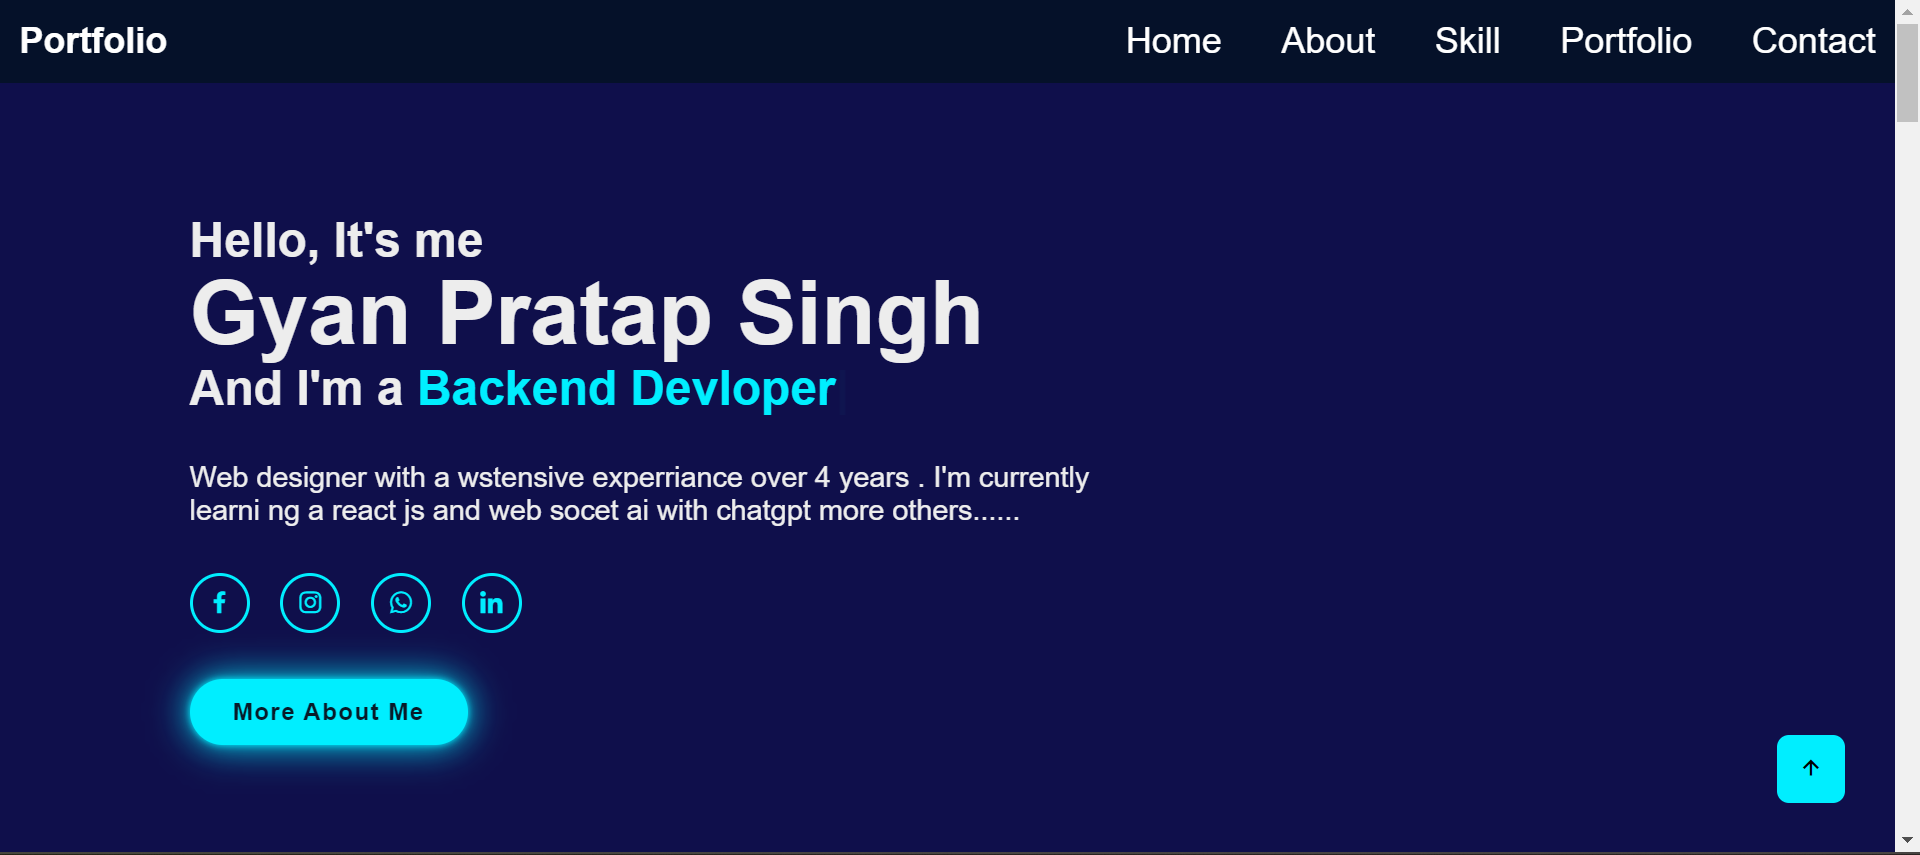 Portfolio Home About Skill Portfolio Contact
Hello, It's me
Gyan Pratap Singh
And I'm a Backend Devloper
Web designer with a wstensive experriance over 4 years . I'm currently
learni ng a react js and web socet ai with chatgpt more others......
More About Me